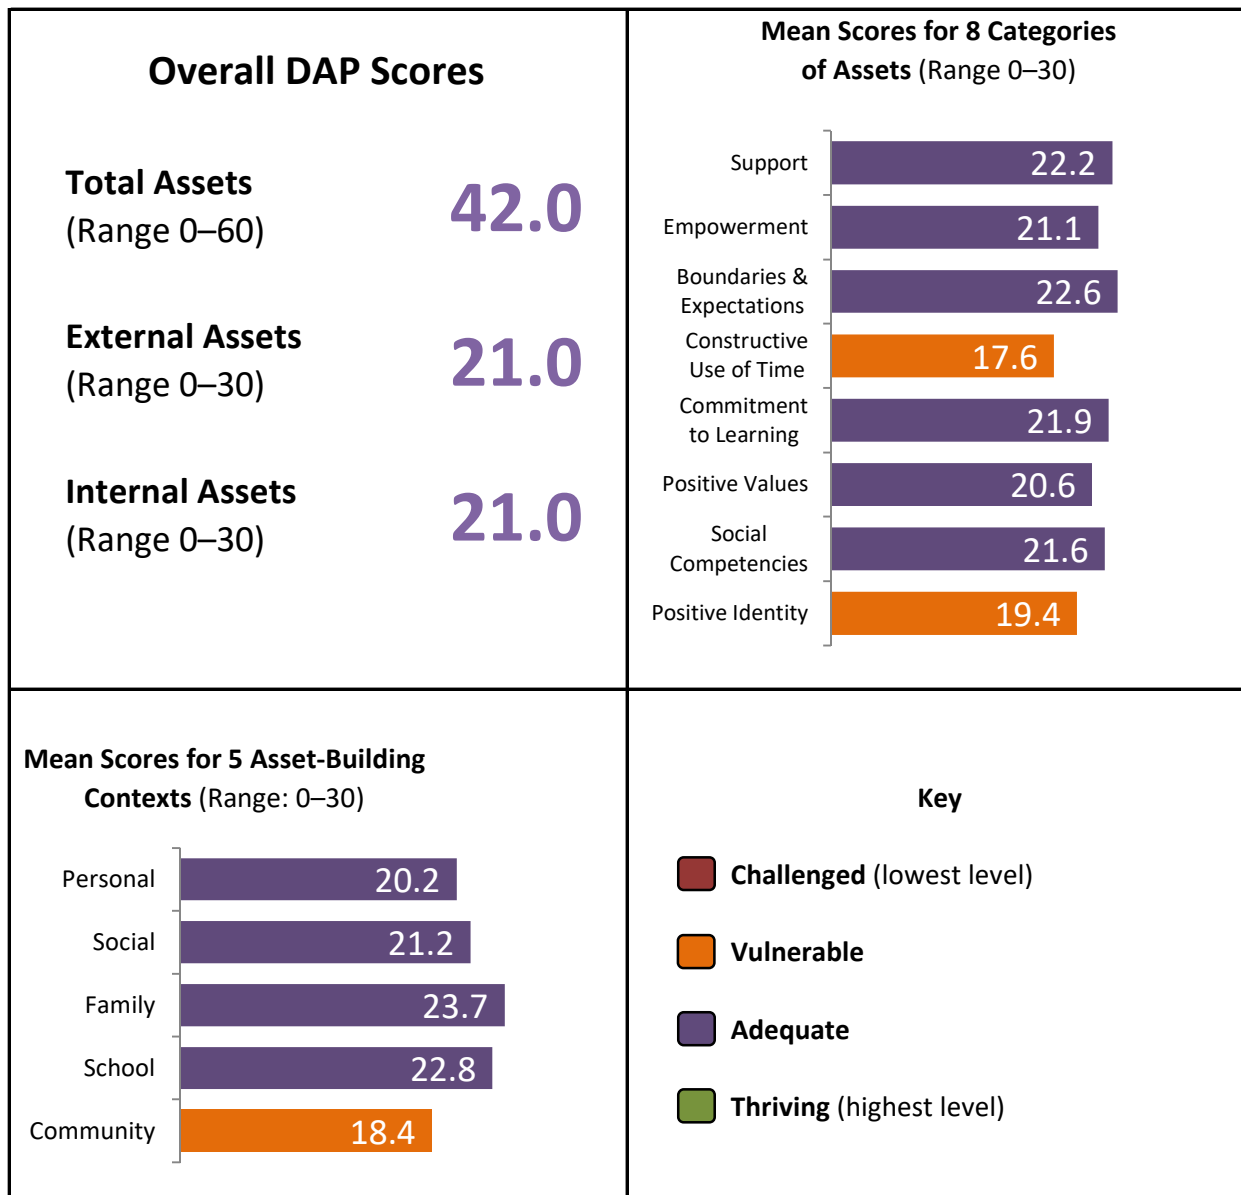 Overall DAP Scores
Total Assets
(Range 0–60)
42.0
External Assets
(Range 0–30)
21.0
Internal Assets
(Range 0–30)
21.0
Mean Scores for 8 Categories
of Assets (Range 0–30)
Support
22.2
Empowerment
21.1
Boundaries &
Expectations
22.6
Constructive
Use of Time
17.6
Commitment
to Learning
21.9
Positive Values
20.6
Social
Competencies
21.6
Positive Identity
19.4
Mean Scores for 5 Asset-Building
Contexts (Range: 0–30)
Personal
20.2
Social
21.2
Family
23.7
School
22.8
Community
18.4
Key
Challenged (lowest level)
Vulnerable
Adequate
Thriving (highest level)